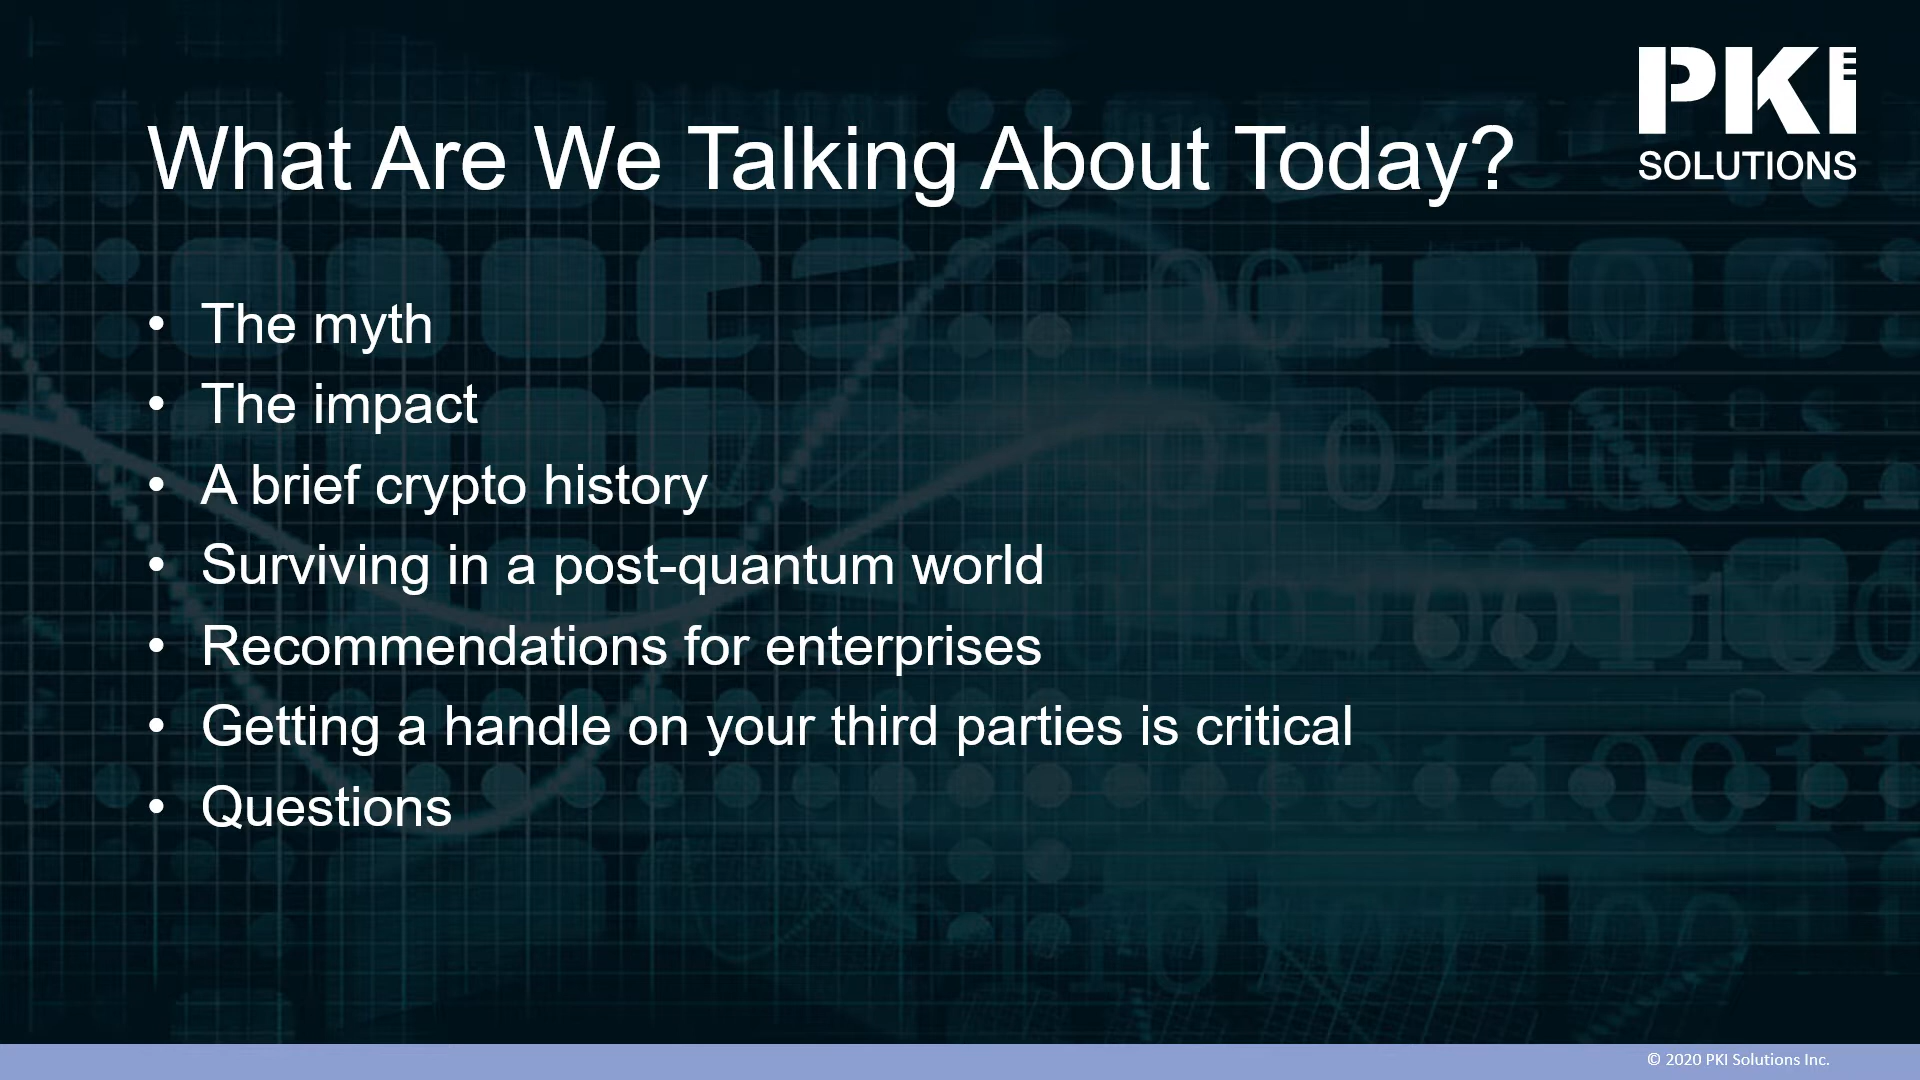 PKI
SOLUTIONS
What Are We Talking About Today?
• The myth
• The impact
• A brief crypto history
• Surviving in a post-quantum world
• Recommendations for enterprises
• Getting a handle on your third parties is critical
• Questions
© 2020 PKI Solutions Inc.